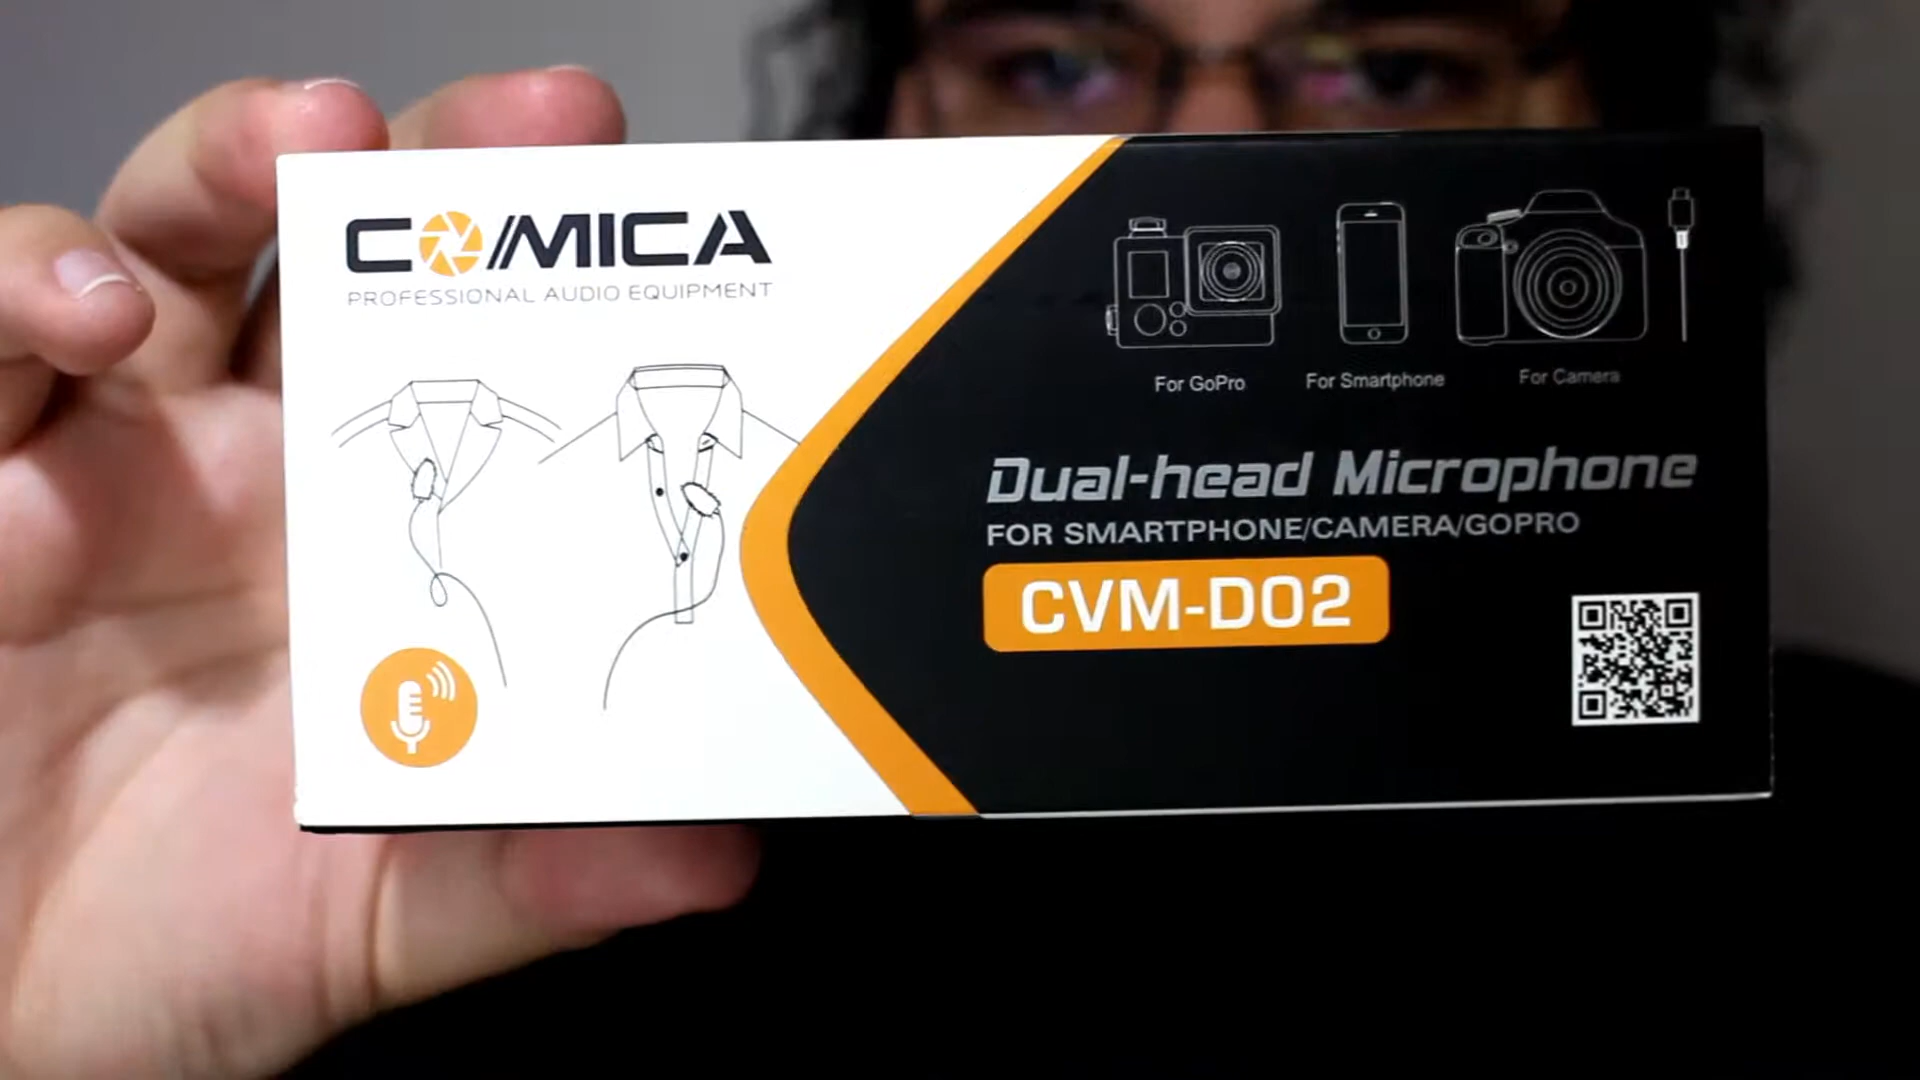 COMICA
PROFESSIONAL AUDIO EQUIPMENT
For GoPro
For Smartphone
For Camera
Dual-head Microphone
FOR SMARTPHONE/CAMERA/GOPRO
CVM-D02